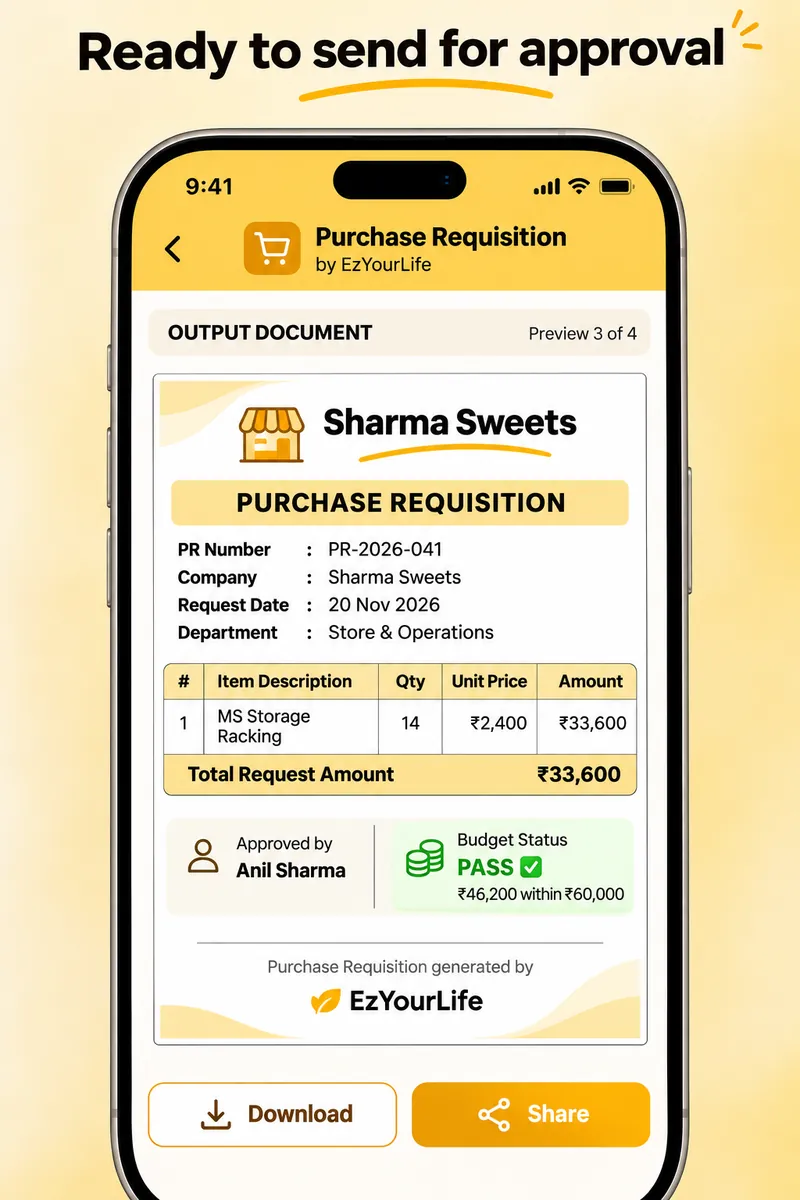 Ready to send for approval
9:41
Purchase Requisition
by EzYourLife
OUTPUT DOCUMENT
Preview 3 of 4
Sharma Sweets
PURCHASE REQUISITION
PR Number : PR-2026-041
Company : Sharma Sweets
Request Date : 20 Nov 2026
Department : Store & Operations
# Item Description Qty Unit Price Amount
1 MS Storage Racking 14 ₹2,400 ₹33,600
Total Request Amount ₹33,600
Approved by
Anil Sharma
Budget Status
PASS ✅
₹46,200 within ₹60,000
Purchase Requisition generated by
EzYourLife
Download
Share